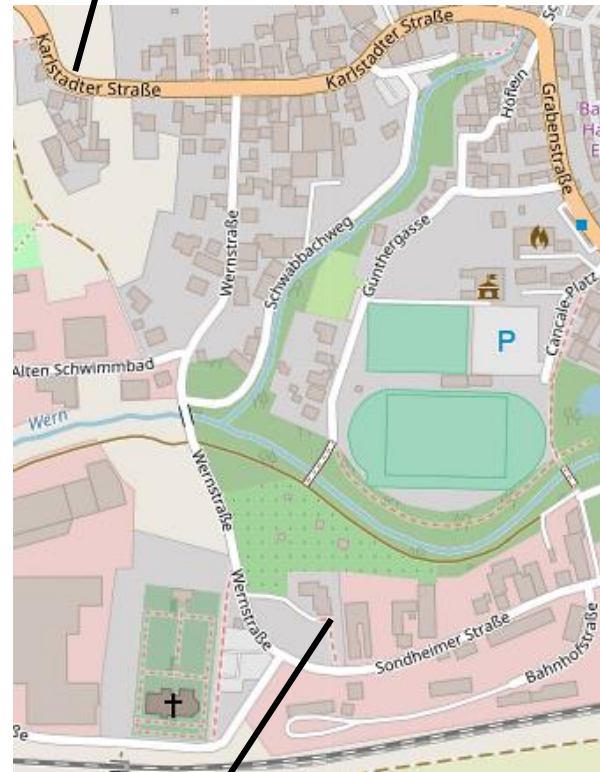 Karlstadter Straße
Karlstadter Straße
Höflein
Grabenstraße
Wernstraße
Schwabbachweg
Günthergasse
Cancale-Platz
Alten Schwimmbad
P
Wern
Wernstraße
Wernstraße
Sondheimer Straße
Bahnhofstraße